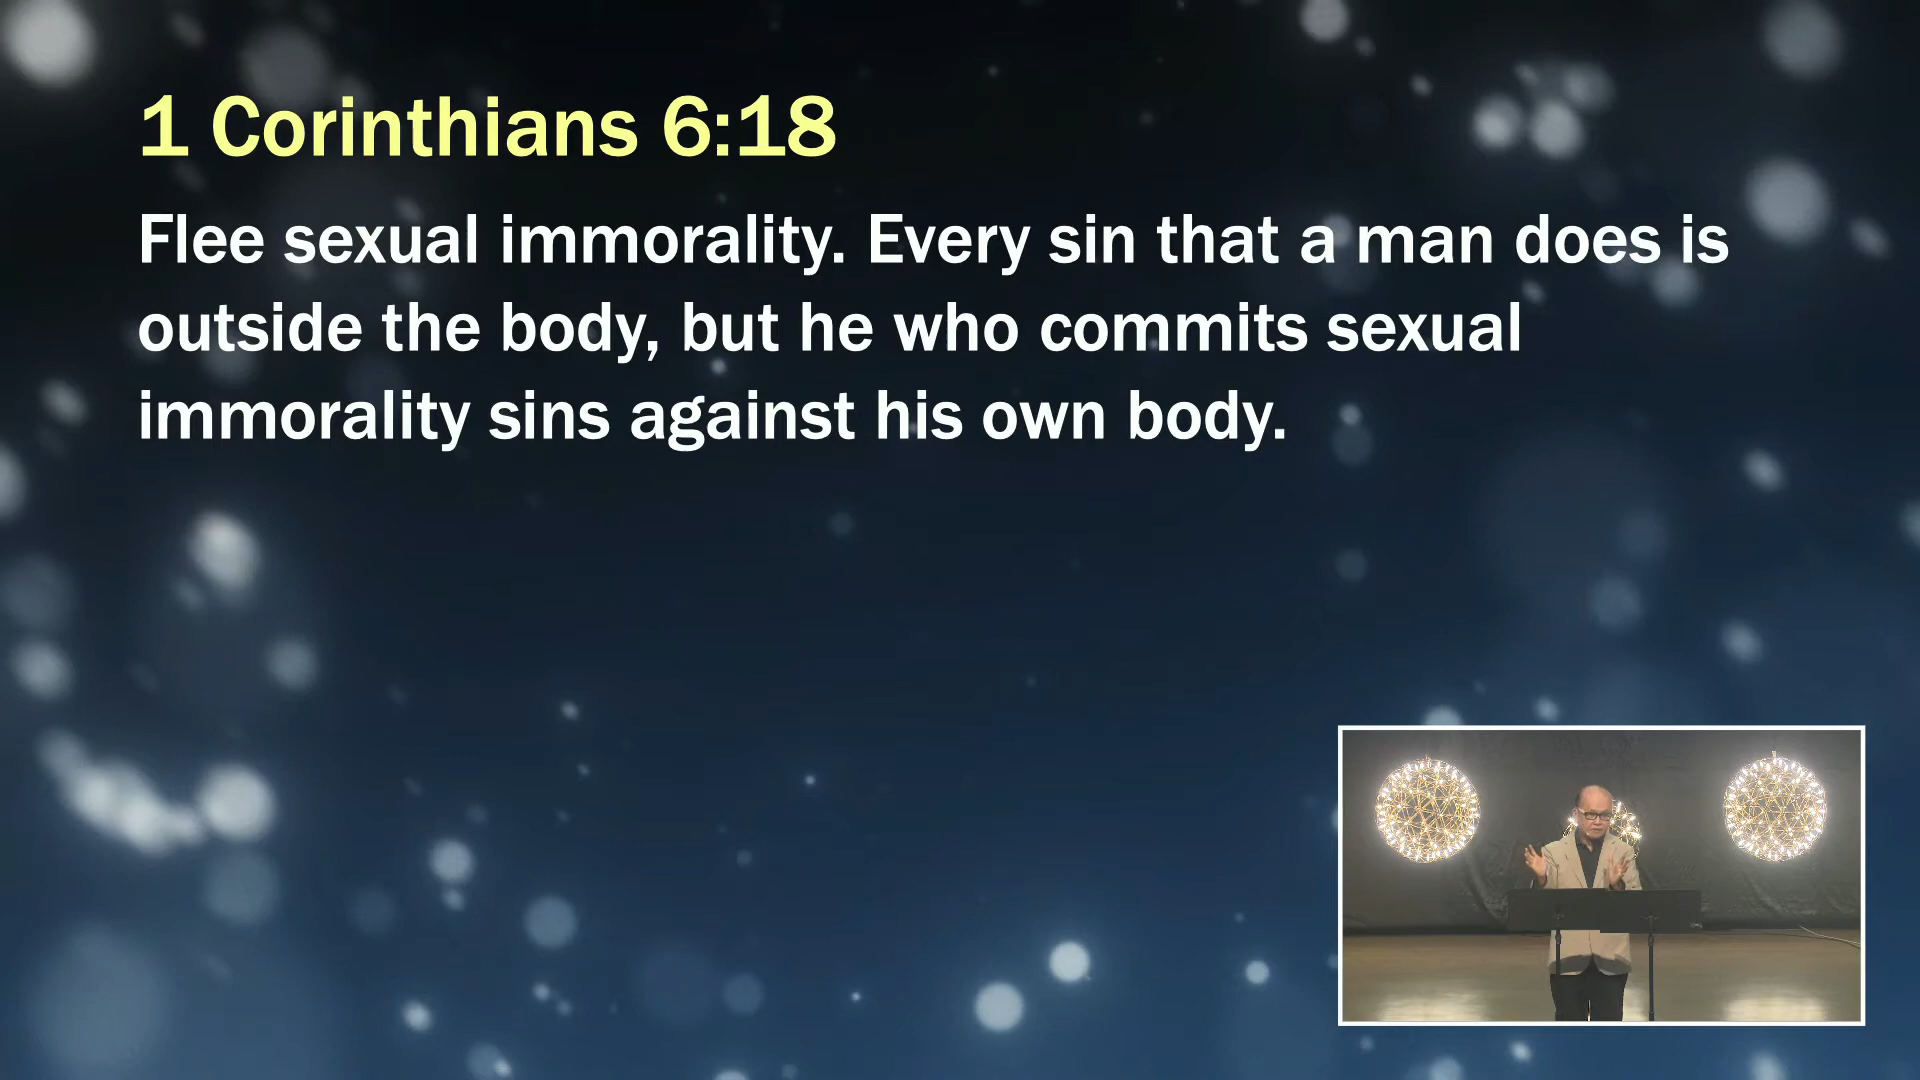 1 Corinthians 6:18
Flee sexual immorality. Every sin that a man does is
outside the body, but he who commits sexual
immorality sins against his own body.